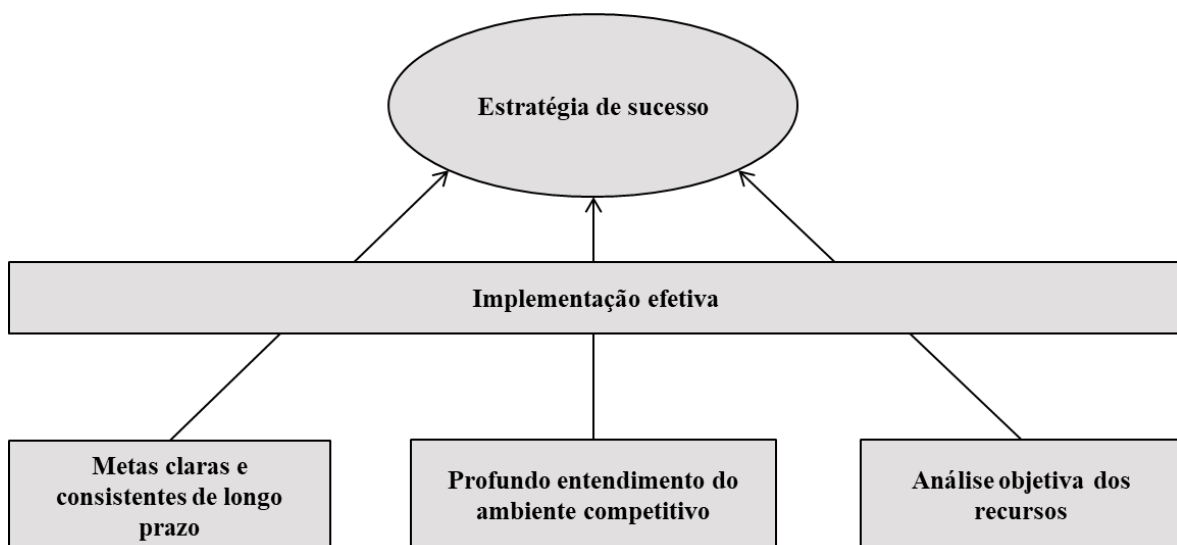 Estratégia de sucesso
Implementação efetiva
Metas claras e
consistentes de longo
prazo
Profundo entendimento do
ambiente competitivo
Análise objetiva dos
recursos